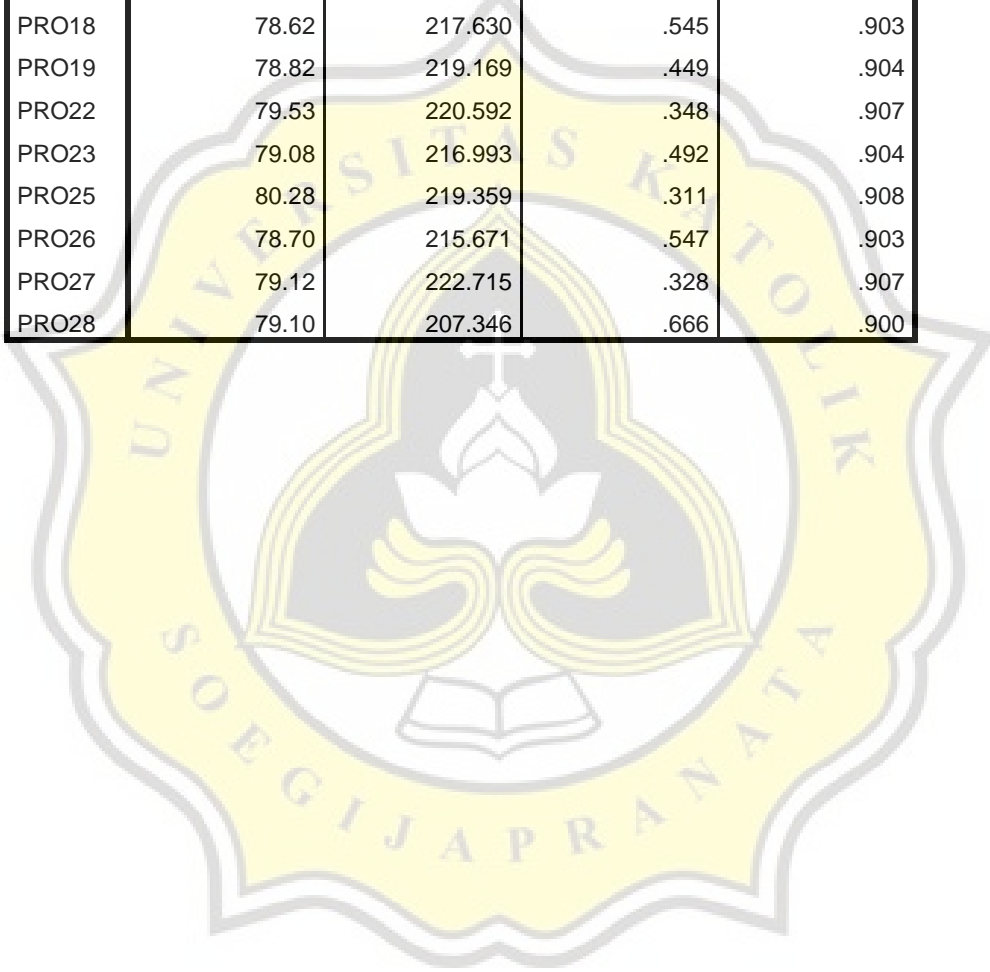 PRO18 78.62 217.630 .545 .903
PRO19 78.82 219.169 .449 .904
PRO22 79.53 220.592 .348 .907
PRO23 79.08 216.993 .492 .904
PRO25 80.28 219.359 .311 .908
PRO26 78.70 215.671 .547 .903
PRO27 79.12 222.715 .328 .907
PRO28 79.10 207.346 .666 .900
UNIVERSITAS KATOLIK
SOEGIJAPRANATA